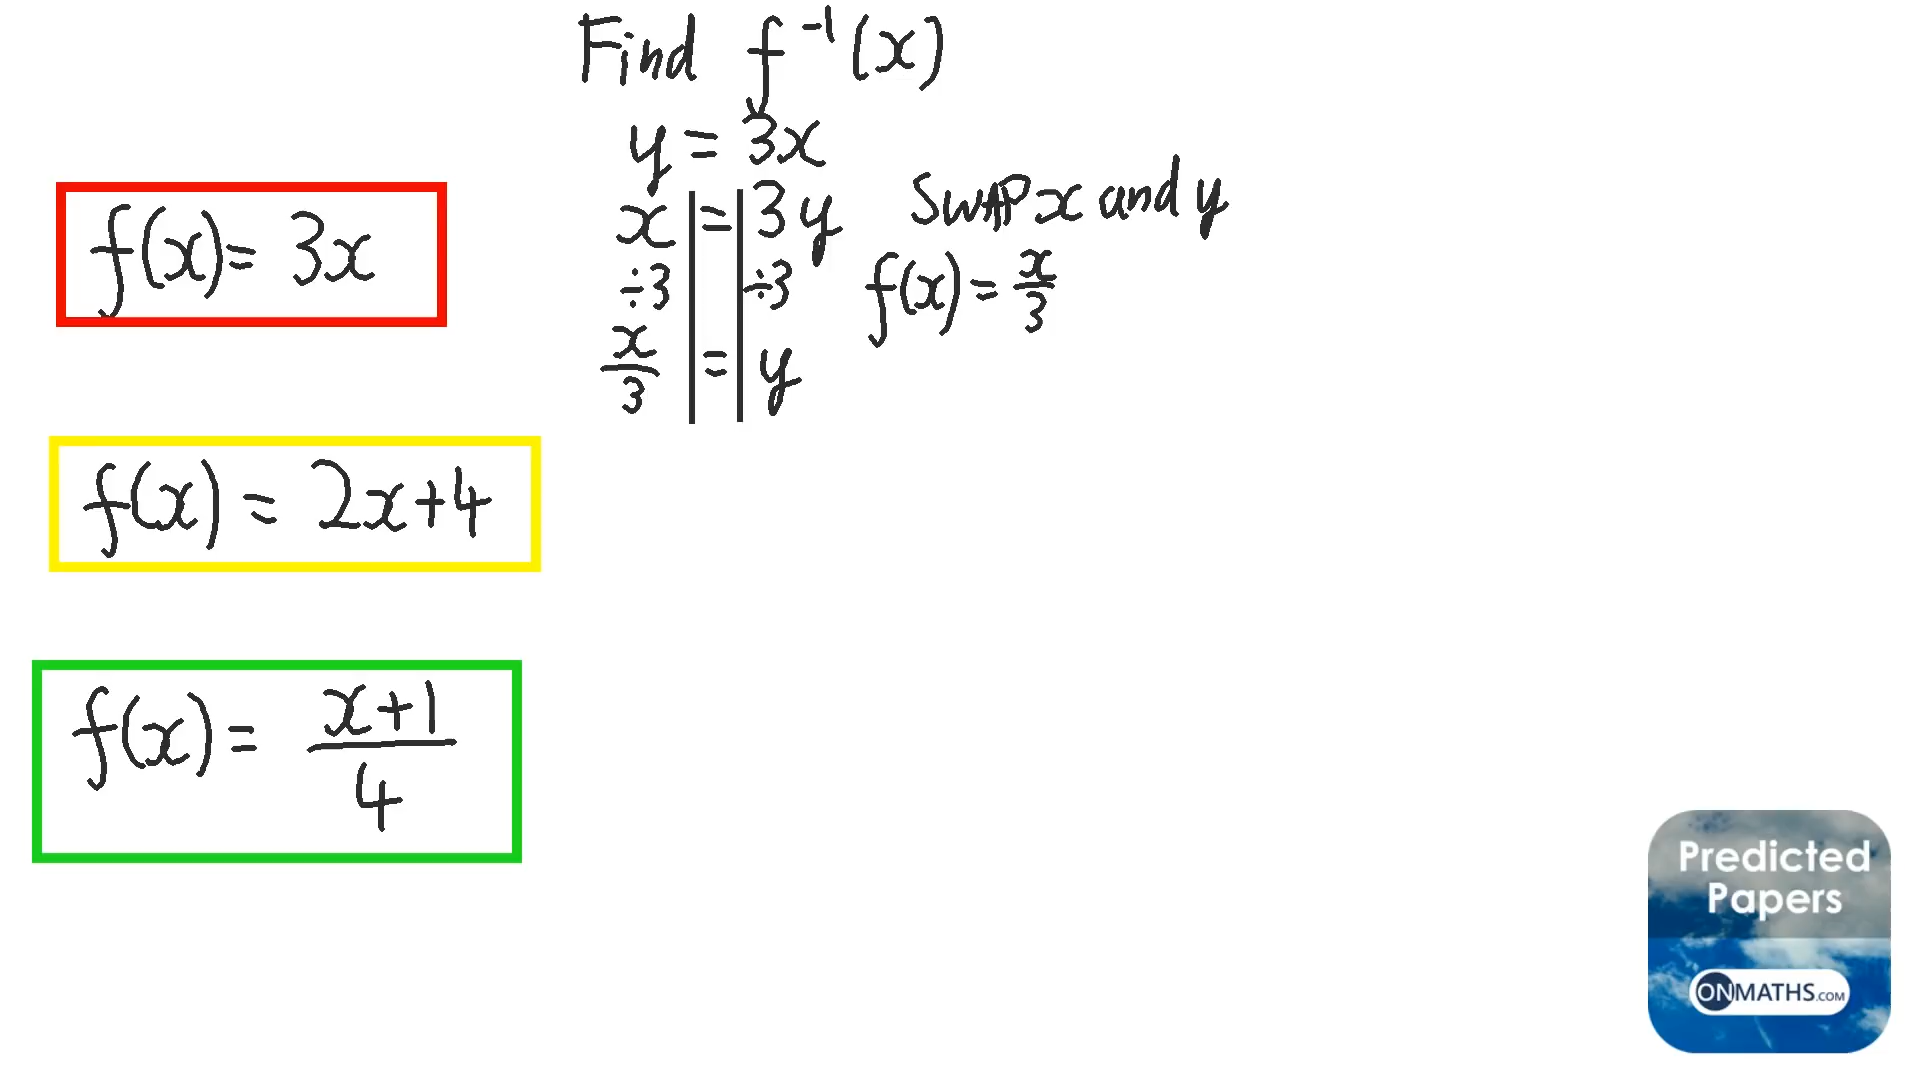 Find f⁻¹(x)
y = 3x
x = 3y SWAP x and y
÷3 ÷3 f(x) = x/3
x/3 = y
f(x) = 3x
f(x) = 2x+4
f(x) = x+1/4
Predicted
Papers
ONMATHS.COM